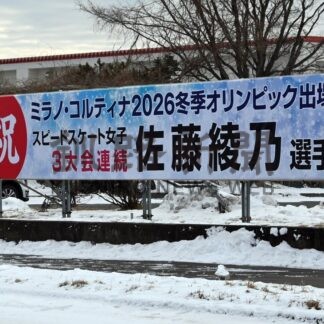 祝
ミラノ・コルティナ2026冬季オリンピック出場
スピードスケート女子
3大会連続
佐藤綾乃 選手